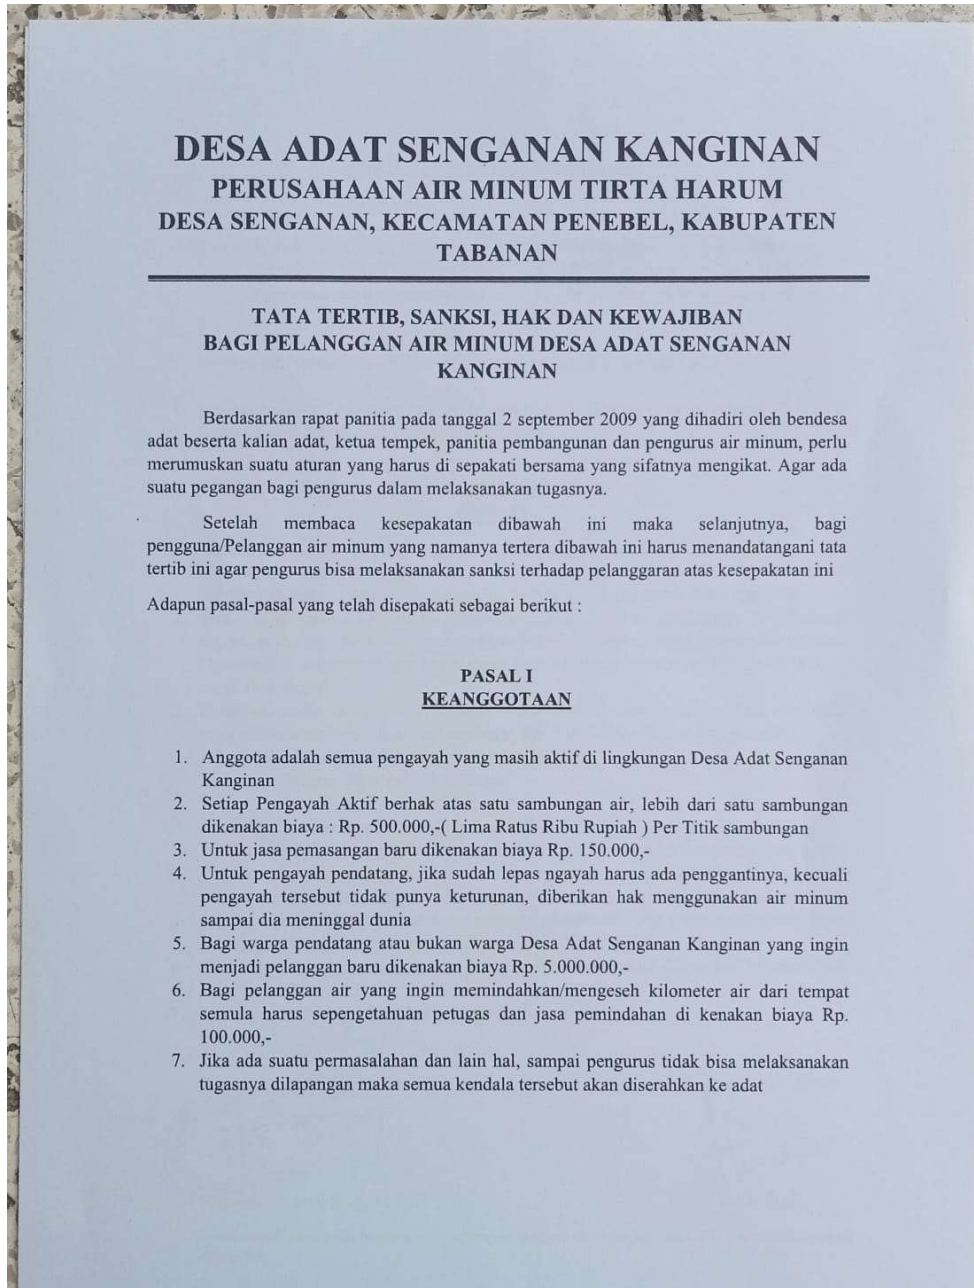 DESA ADAT SENGANAN KANGINAN
PERUSAHAAN AIR MINUM TIRTA HARUM
DESA SENGANAN, KECAMATAN PENEBEL, KABUPATEN
TABANAN
TATA TERTIB, SANKSI, HAK DAN KEWAJIBAN
BAGI PELANGGAN AIR MINUM DESA ADAT SENGANAN
KANGINAN
Berdasarkan rapat panitia pada tanggal 2 september 2009 yang dihadiri oleh bendesa
adat beserta kalian adat, ketua tempek, panitia pembangunan dan pengurus air minum, perlu
merumuskan suatu aturan yang harus di sepakati bersama yang sifatnya mengikat. Agar ada
suatu pegangan bagi pengurus dalam melaksanakan tugasnya.
Setelah membaca kesepakatan dibawah ini maka selanjutnya, bagi
pengguna/Pelanggan air minum yang namanya tertera dibawah ini harus menandatangani tata
tertib ini agar pengurus bisa melaksanakan sanksi terhadap pelanggaran atas kesepakatan ini
Adapun pasal-pasal yang telah disepakati sebagai berikut :
PASAL I
KEANGGOTAAN
1. Anggota adalah semua pengayah yang masih aktif di lingkungan Desa Adat Senganan
Kanginan
2. Setiap Pengayah Aktif berhak atas satu sambungan air, lebih dari satu sambungan
dikenakan biaya : Rp. 500.000,-( Lima Ratus Ribu Rupiah ) Per Titik sambungan
3. Untuk jasa pemasangan baru dikenakan biaya Rp. 150.000,-
4. Untuk pengayah pendatang, jika sudah lepas ngayah harus ada penggantinya, kecuali
pengayah tersebut tidak punya keturunan, diberikan hak menggunakan air minum
sampai dia meninggal dunia
5. Bagi warga pendatang atau bukan warga Desa Adat Senganan Kanginan yang ingin
menjadi pelanggan baru dikenakan biaya Rp. 5.000.000,-
6. Bagi pelanggan air yang ingin memindahkan/mengeseh kilometer air dari tempat
semula harus sepengetahuan petugas dan jasa pemindahan di kenakan biaya Rp.
100.000,-
7. Jika ada suatu permasalahan dan lain hal, sampai pengurus tidak bisa melaksanakan
tugasnya dilapangan maka semua kendala tersebut akan diserahkan ke adat